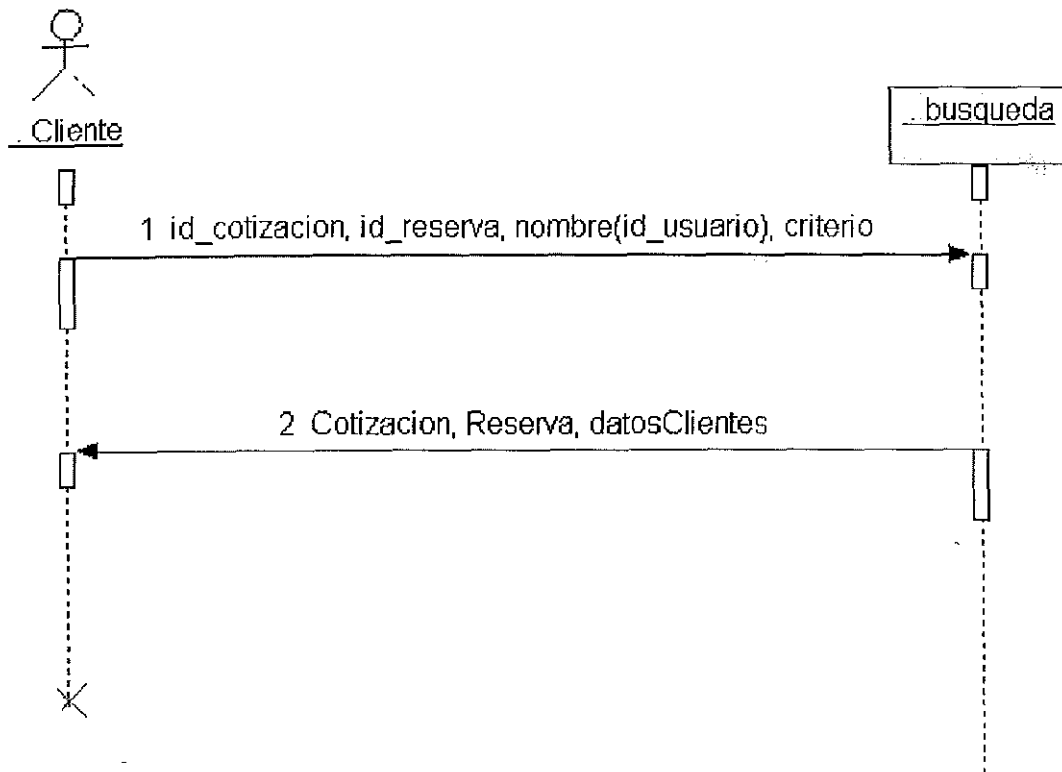 : Cliente
: busqueda
1 id_cotizacion, id_reserva, nombre(id_usuario), criterio
2 Cotizacion, Reserva, datosClientes